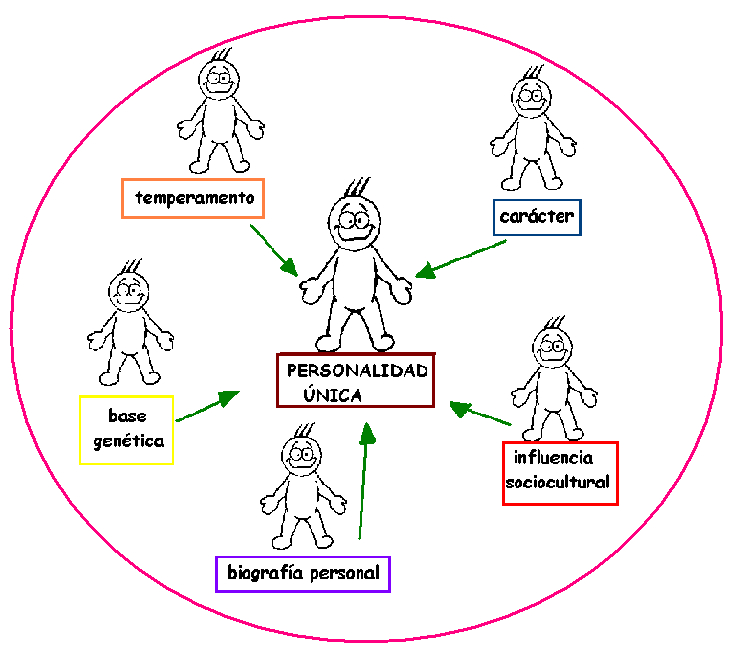 temperamento
carácter
PERSONALIDAD
ÚNICA
base
genética
influencia
sociocultural
biografía personal